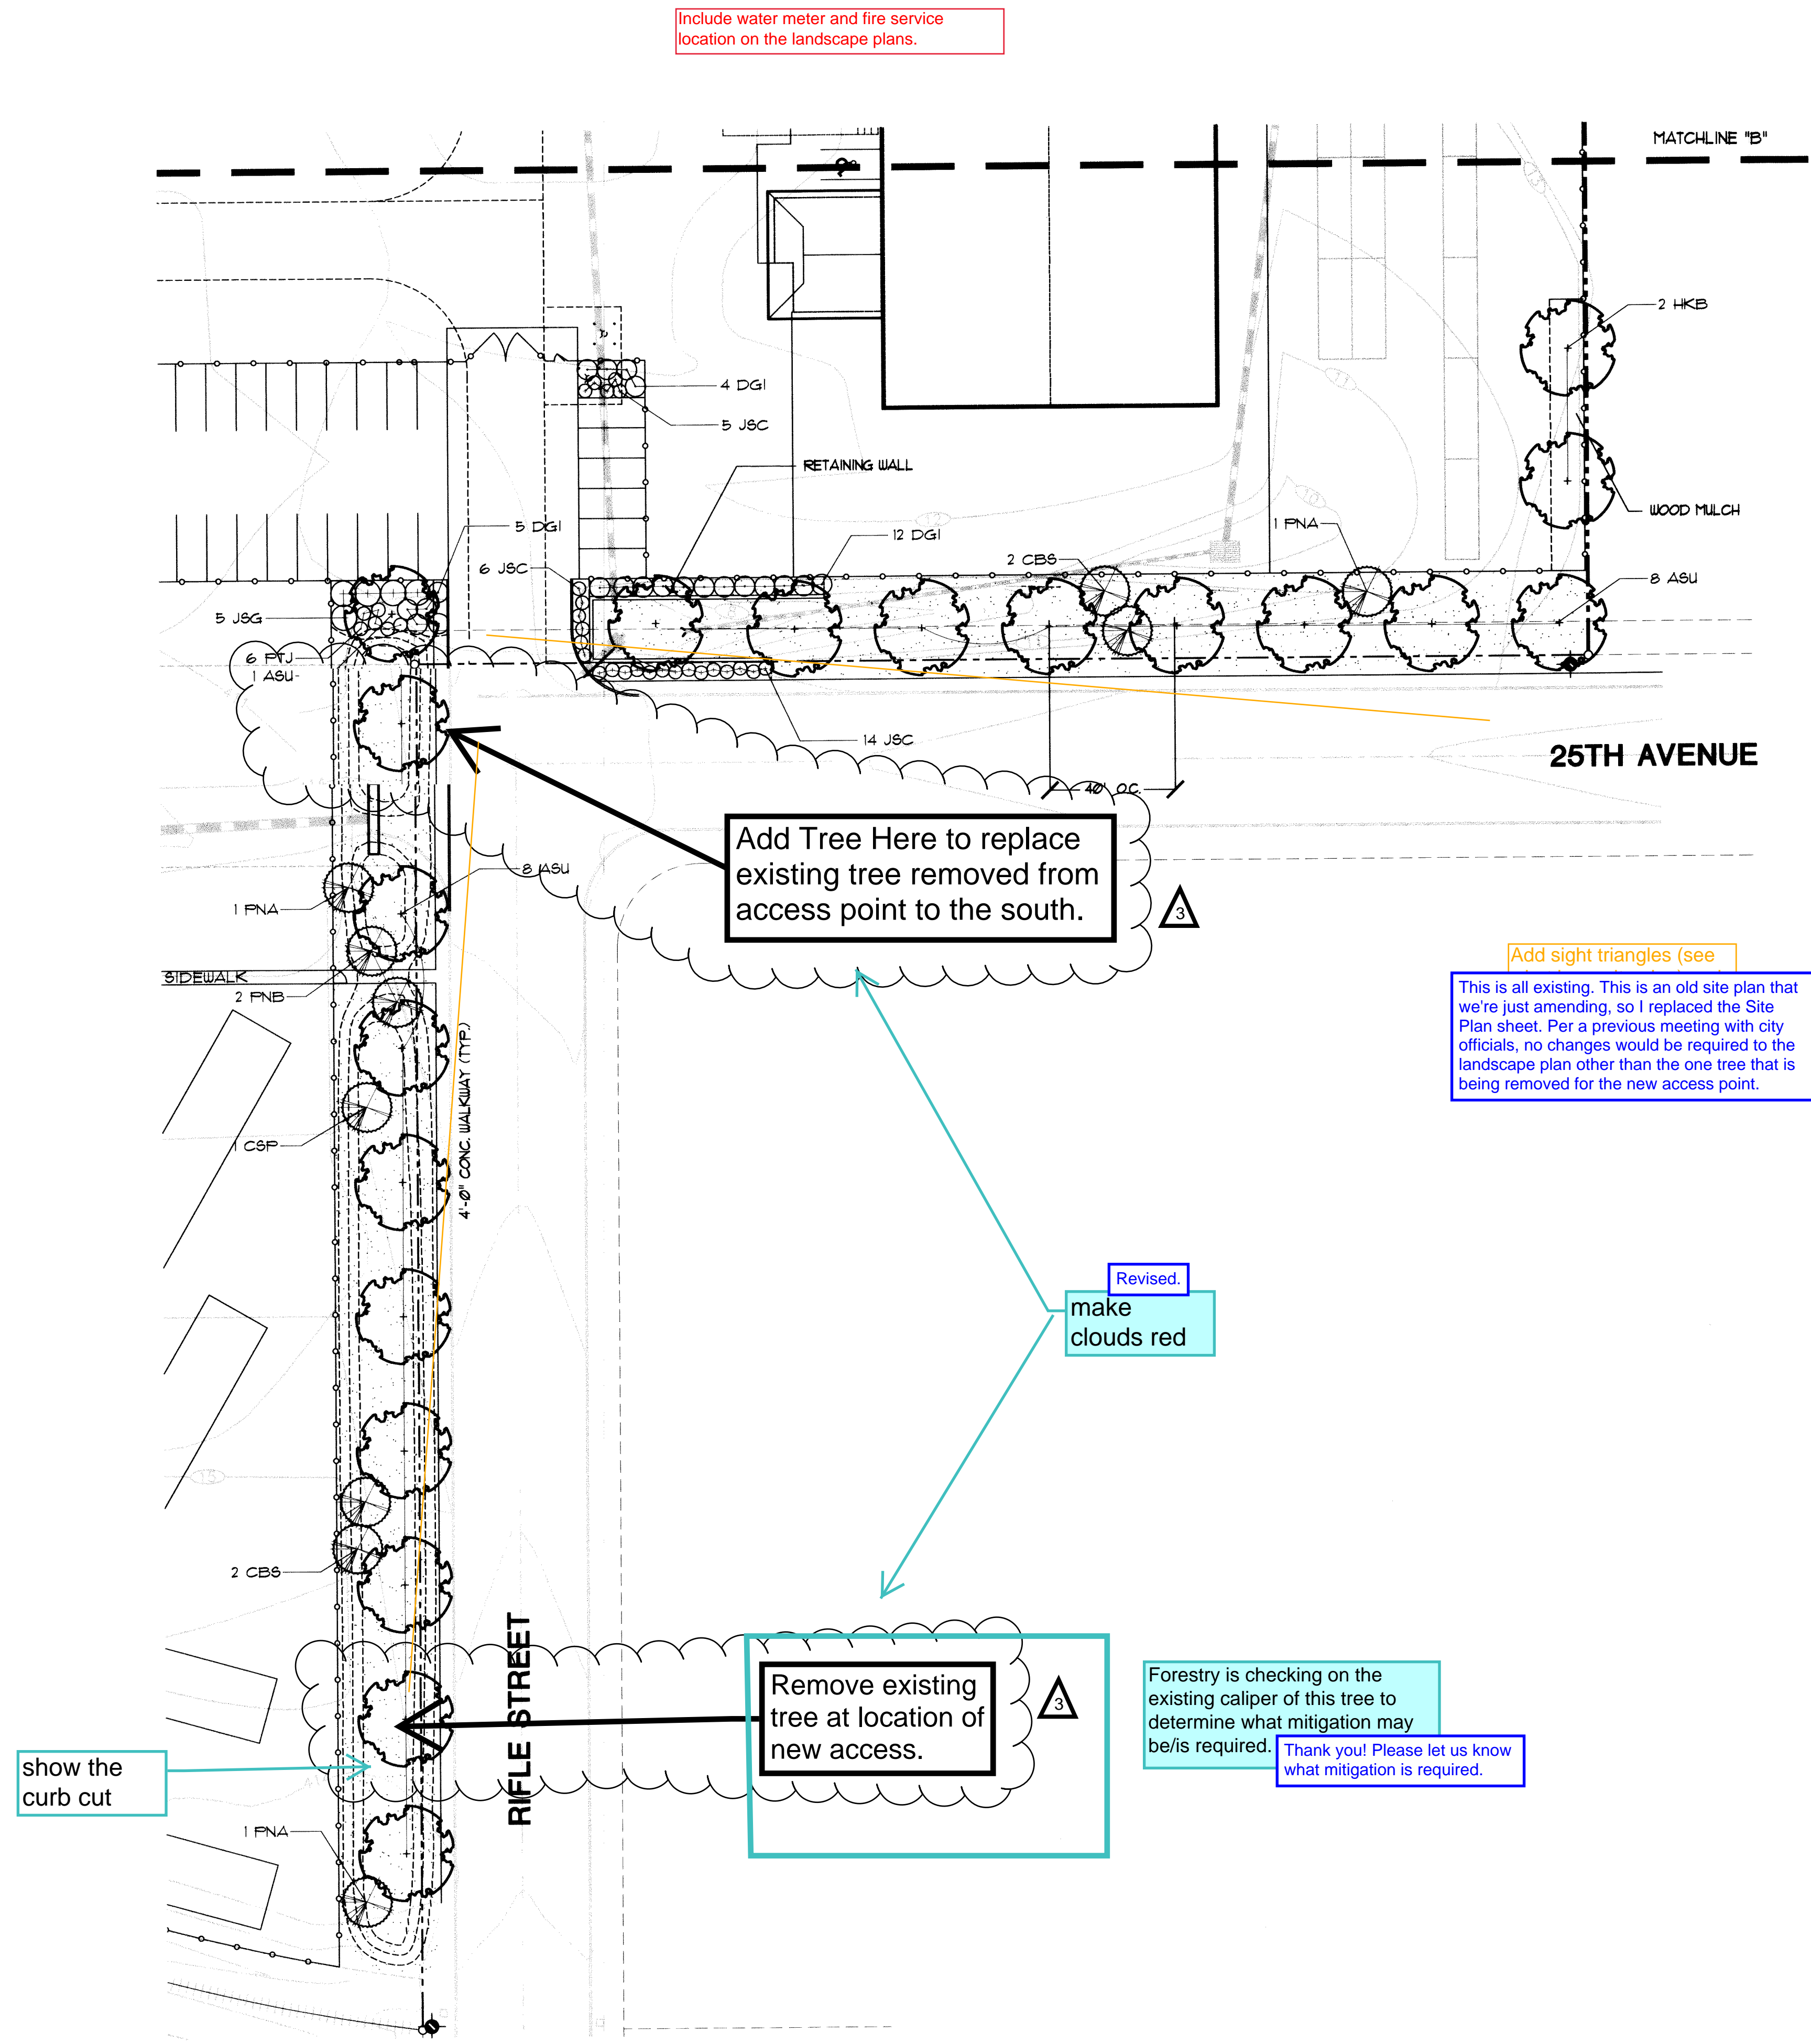 Include water meter and fire service
location on the landscape plans.
MATCHLINE "B"
2 HKB
4 DGI
5 JSC
RETAINING WALL
WOOD MULCH
5 DGI
12 DGI
1 PNA
6 JSC
2 CBS
8 ASU
5 JSG
6 PTJ
1 ASU
14 JSC
25TH AVENUE
40' O.C.
Add Tree Here to replace
existing tree removed from
access point to the south.
3
8 ASU
1 PNA
SIDEWALK
2 PNB
Add sight triangles (see
This is all existing. This is an old site plan that
we're just amending, so I replaced the Site
Plan sheet. Per a previous meeting with city
officials, no changes would be required to the
landscape plan other than the one tree that is
being removed for the new access point.
4'-0" CONC. WALKWAY (TYP.)
1 CSP
Revised.
make
clouds red
2 CBS
RIFLE STREET
Remove existing
tree at location of
new access.
3
Forestry is checking on the
existing caliper of this tree to
determine what mitigation may
be/is required.
Thank you! Please let us know
what mitigation is required.
show the
curb cut
1 PNA